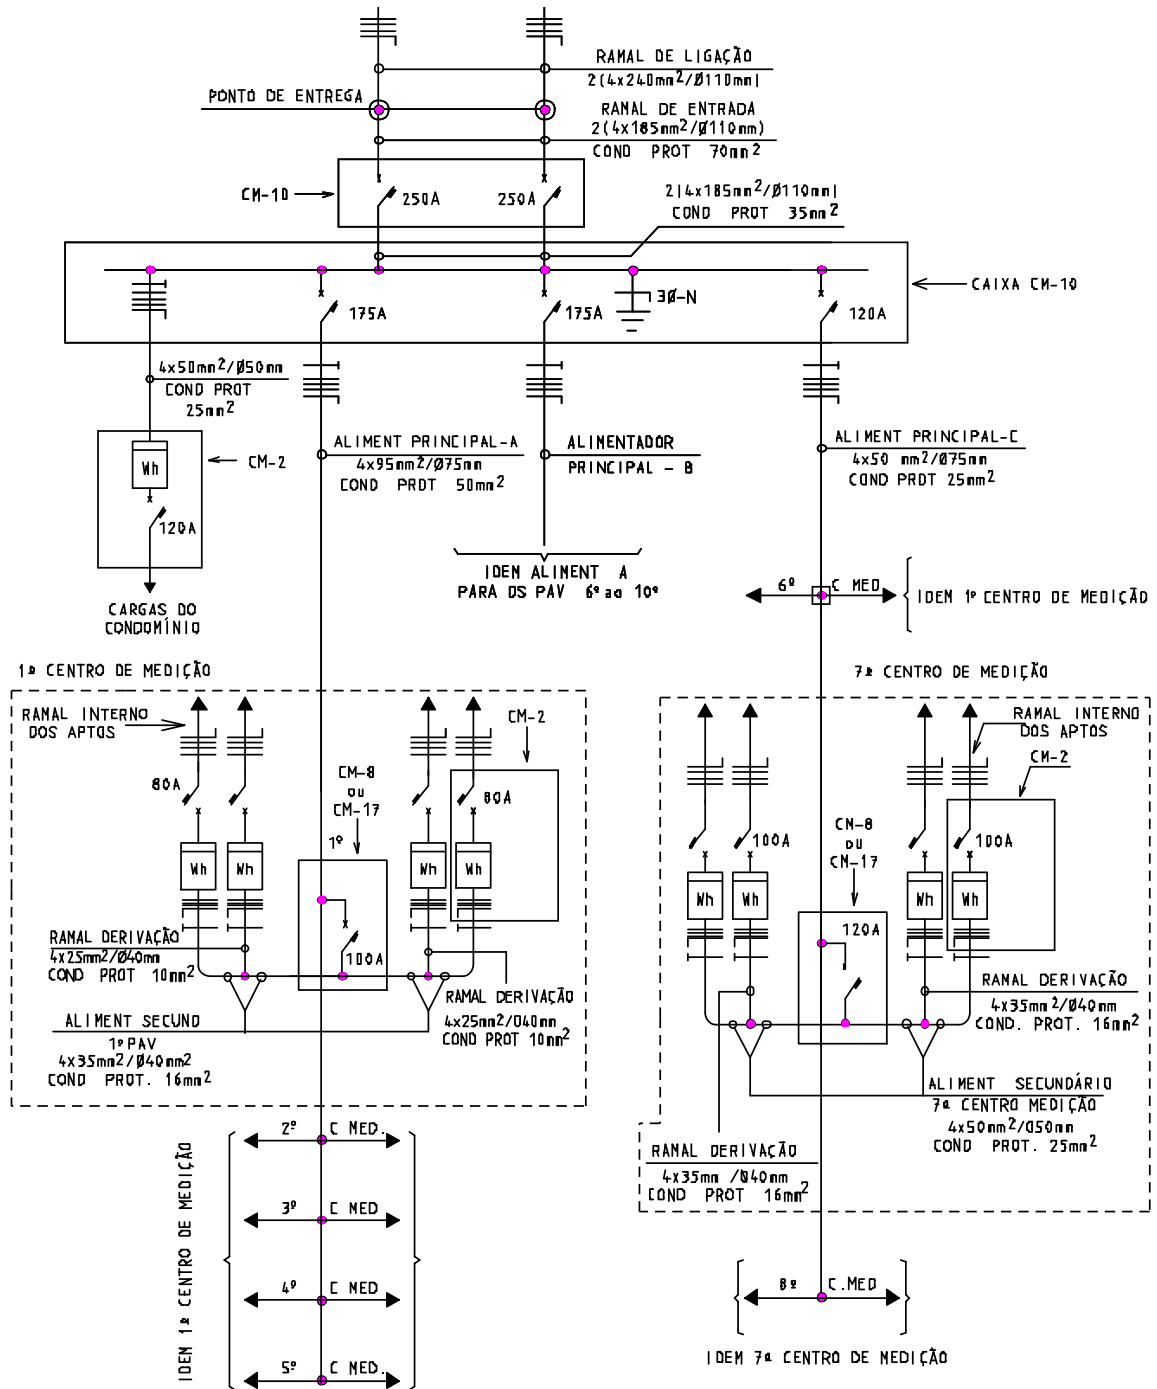 RAMAL DE LIGAÇÃO
2(4x240mm²/Ø110mm)
PONTO DE ENTREGA
RAMAL DE ENTRADA
2(4x185mm²/Ø110mm)
COND PROT 70mm²
CM-10
250A
250A
2(4x185mm²/Ø110mm)
COND PROT 35mm²
CAIXA CM-10
175A
175A
3Ø-N
120A
4x50mm²/Ø50mm
COND PROT
25mm²
CM-2
Wh
120A
CARGAS DO
CONDOMÍNIO
ALIMENT PRINCIPAL-A
4x95mm²/Ø75mm
COND PROT 50mm²
ALIMENTADOR
PRINCIPAL - B
IDEM ALIMENT A
PARA OS PAV 6º ao 10º
ALIMENT PRINCIPAL-C
4x50 mm²/Ø75mm
COND PROT 25mm²
6º C MED
IDEM 1º CENTRO DE MEDIÇÃO
1º CENTRO DE MEDIÇÃO
RAMAL INTERNO
DOS APTOS
CM-2
80A
80A
CM-8
ou
CM-17
1º
Wh
Wh
Wh
Wh
100A
RAMAL DERIVAÇÃO
4x25mm²/Ø40mm
COND PROT 10mm²
RAMAL DERIVAÇÃO
4x25mm²/Ø40mm
COND PROT 10mm²
ALIMENT SECUND
1º PAV
4x35mm²/Ø40mm²
COND PROT. 16mm²
7º CENTRO DE MEDIÇÃO
RAMAL INTERNO
DOS APTOS
CM-2
100A
100A
CM-8
ou
CM-17
Wh
Wh
Wh
Wh
120A
RAMAL DERIVAÇÃO
4x35mm²/Ø40mm
COND. PROT. 16mm²
ALIMENT SECUNDÁRIO
7º CENTRO MEDIÇÃO
4x50mm²/Ø50mm
COND PROT. 25mm²
RAMAL DERIVAÇÃO
4x35mm /Ø40mm
COND PROT 16mm²
IDEM 1º CENTRO DE MEDIÇÃO
2º C MED.
3º C MED
4º C MED
5º C MED.
8º C.MED
IDEM 7º CENTRO DE MEDIÇÃO